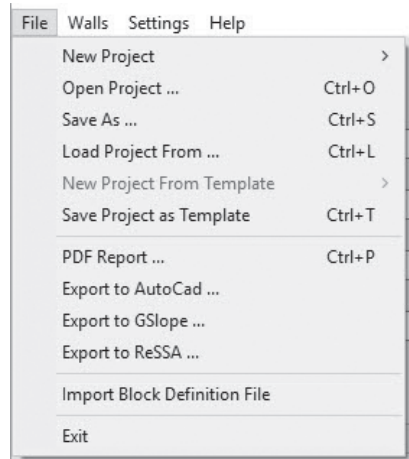 File Walls Settings Help
New Project >
Open Project ... Ctrl+O
Save As ... Ctrl+S
Load Project From ... Ctrl+L
New Project From Template >
Save Project as Template Ctrl+T
PDF Report ... Ctrl+P
Export to AutoCad ...
Export to GSlope ...
Export to ReSSA ...
Import Block Definition File
Exit